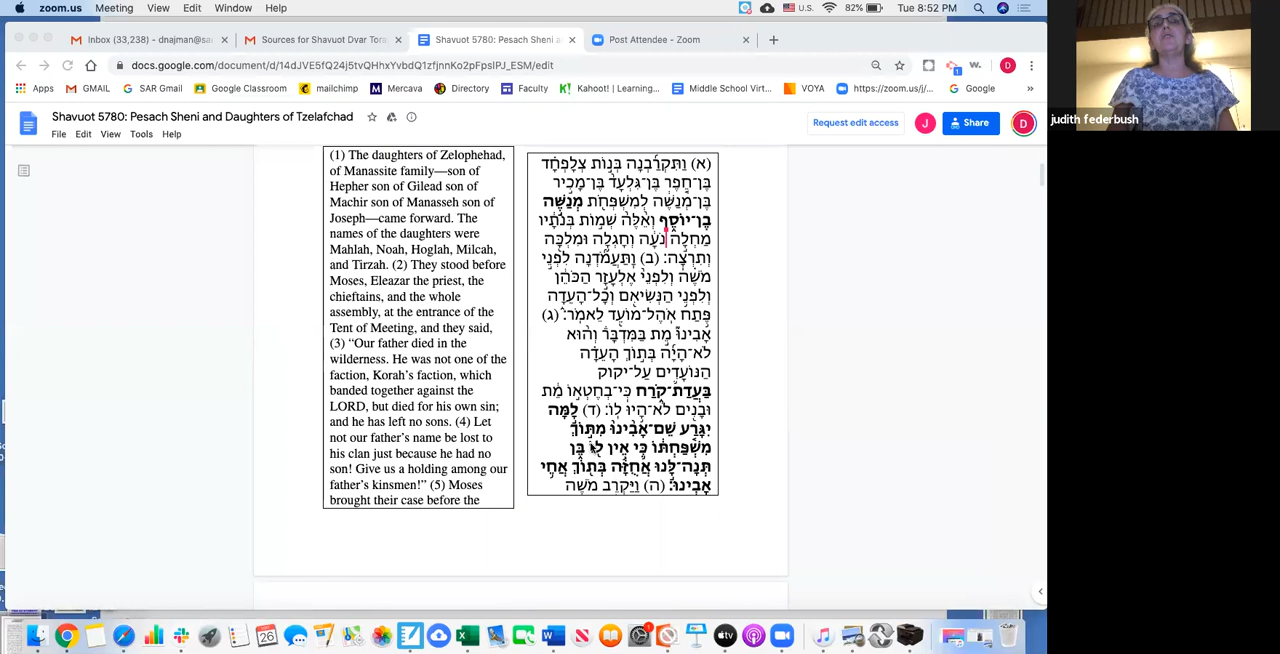 zoom.us Meeting View Edit Window Help U.S. 82% Tue 8:52 PM
Inbox (33,238) - dnajman@sa Sources for Shavuot Dvar Tora Shavuot 5780: Pesach Sheni a Post Attendee - Zoom
docs.google.com/document/d/14dJVE5fQ24j5tvQHhxYvbdQ1zfjnnKo2pFpsIPJ_ESM/edit
Apps GMAIL SAR Gmail Google Classroom mailchimp Mercava Directory Faculty Kahoot! | Learning... Middle School Virt... VOYA https://zoom.us/j/... Google »
Shavuot 5780: Pesach Sheni and Daughters of Tzelafchad
File Edit View Tools Help
Request edit access J Share D
judith federbush
(1) The daughters of Zelophehad,
of Manassite family—son of
Hepher son of Gilead son of
Machir son of Manasseh son of
Joseph—came forward. The
names of the daughters were
Mahlah, Noah, Hoglah, Milcah,
and Tirzah. (2) They stood before
Moses, Eleazar the priest, the
chieftains, and the whole
assembly, at the entrance of the
Tent of Meeting, and they said,
(3) “Our father died in the
wilderness. He was not one of the
faction, Korah’s faction, which
banded together against the
LORD, but died for his own sin;
and he has left no sons. (4) Let
not our father’s name be lost to
his clan just because he had no
son! Give us a holding among our
father’s kinsmen!” (5) Moses
brought their case before the
(א) וַתִּקְרַ֜בְנָה בְּנ֣וֹת צְלׇפְחָ֗ד
בֶּן־חֵ֤פֶר בֶּן־גִּלְעָד֙ בֶּן־מָכִ֣יר
בֶּן־מְנַשֶּׁ֔ה לְמִשְׁפְּחֹ֖ת מְנַשֶּׁ֣ה
בֶן־יוֹסֵ֑ף וְאֵ֙לֶּה֙ שְׁמ֣וֹת בְּנֹתָ֔יו
מַחְלָ֣ה נֹעָ֔ה וְחׇגְלָ֥ה וּמִלְכָּ֖ה
וְתִרְצָֽה׃ (ב) וַֽתַּעֲמֹ֜דְנָה לִפְנֵ֣י
מֹשֶׁ֗ה וְלִפְנֵי֙ אֶלְעָזָ֣ר הַכֹּהֵ֔ן
וְלִפְנֵ֥י הַנְּשִׂיאִ֖ם וְכׇל־הָעֵדָ֑ה
פֶּ֥תַח אֹֽהֶל־מוֹעֵ֖ד לֵאמֹֽר׃ (ג)
אָבִ֘ינוּ֮ מֵ֣ת בַּמִּדְבָּר֒ וְה֨וּא
לֹא־הָיָ֜ה בְּת֣וֹךְ הָעֵדָ֗ה
הַנּוֹעָדִ֛ים עַל־יקוק
בַּעֲדַת־קֹ֑רַח כִּֽי־בְחֶטְא֣וֹ מֵ֔ת
וּבָנִ֖ים לֹא־הָ֥יוּ לֽוֹ׃ (ד) לָ֣מָּה
יִגָּרַ֤ע שֵׁם־אָבִ֙ינוּ֙ מִתּ֣וֹךְ
מִשְׁפַּחְתּ֔וֹ כִּ֛י אֵ֥ין ל֖וֹ בֵּ֑ן
תְּנָה־לָּ֣נוּ אֲחֻזָּ֔ה בְּת֖וֹךְ אֲחֵ֥י
אָבִֽינוּ׃ (ה) וַיַּקְרֵ֥ב מֹשֶׁ֛ה